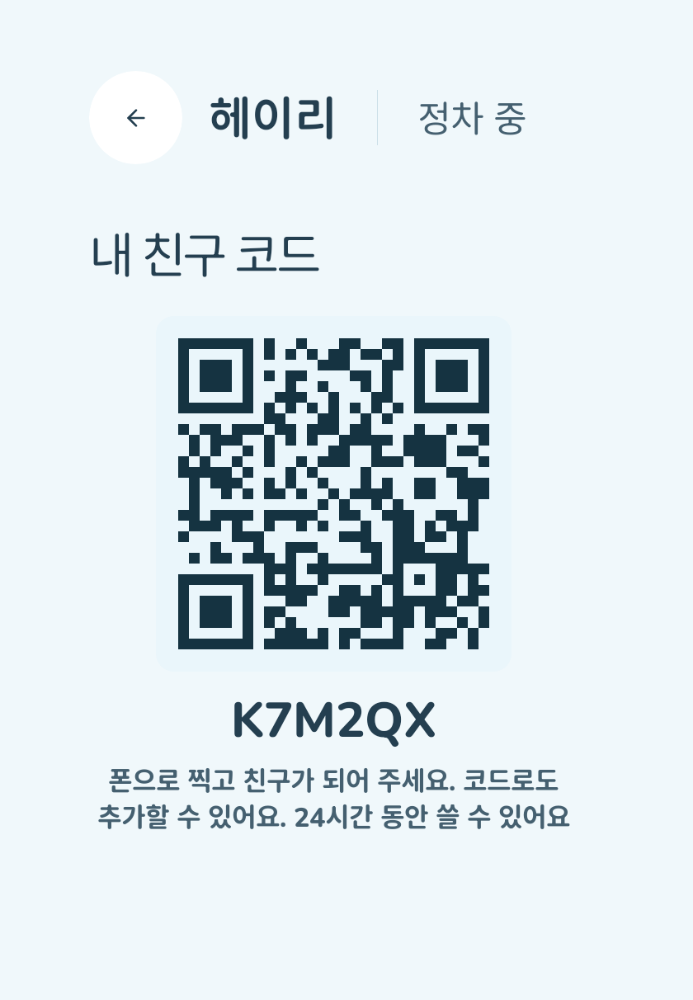 헤이리
정차 중
내 친구 코드
K7M2QX
폰으로 찍고 친구가 되어 주세요. 코드로도
추가할 수 있어요. 24시간 동안 쓸 수 있어요